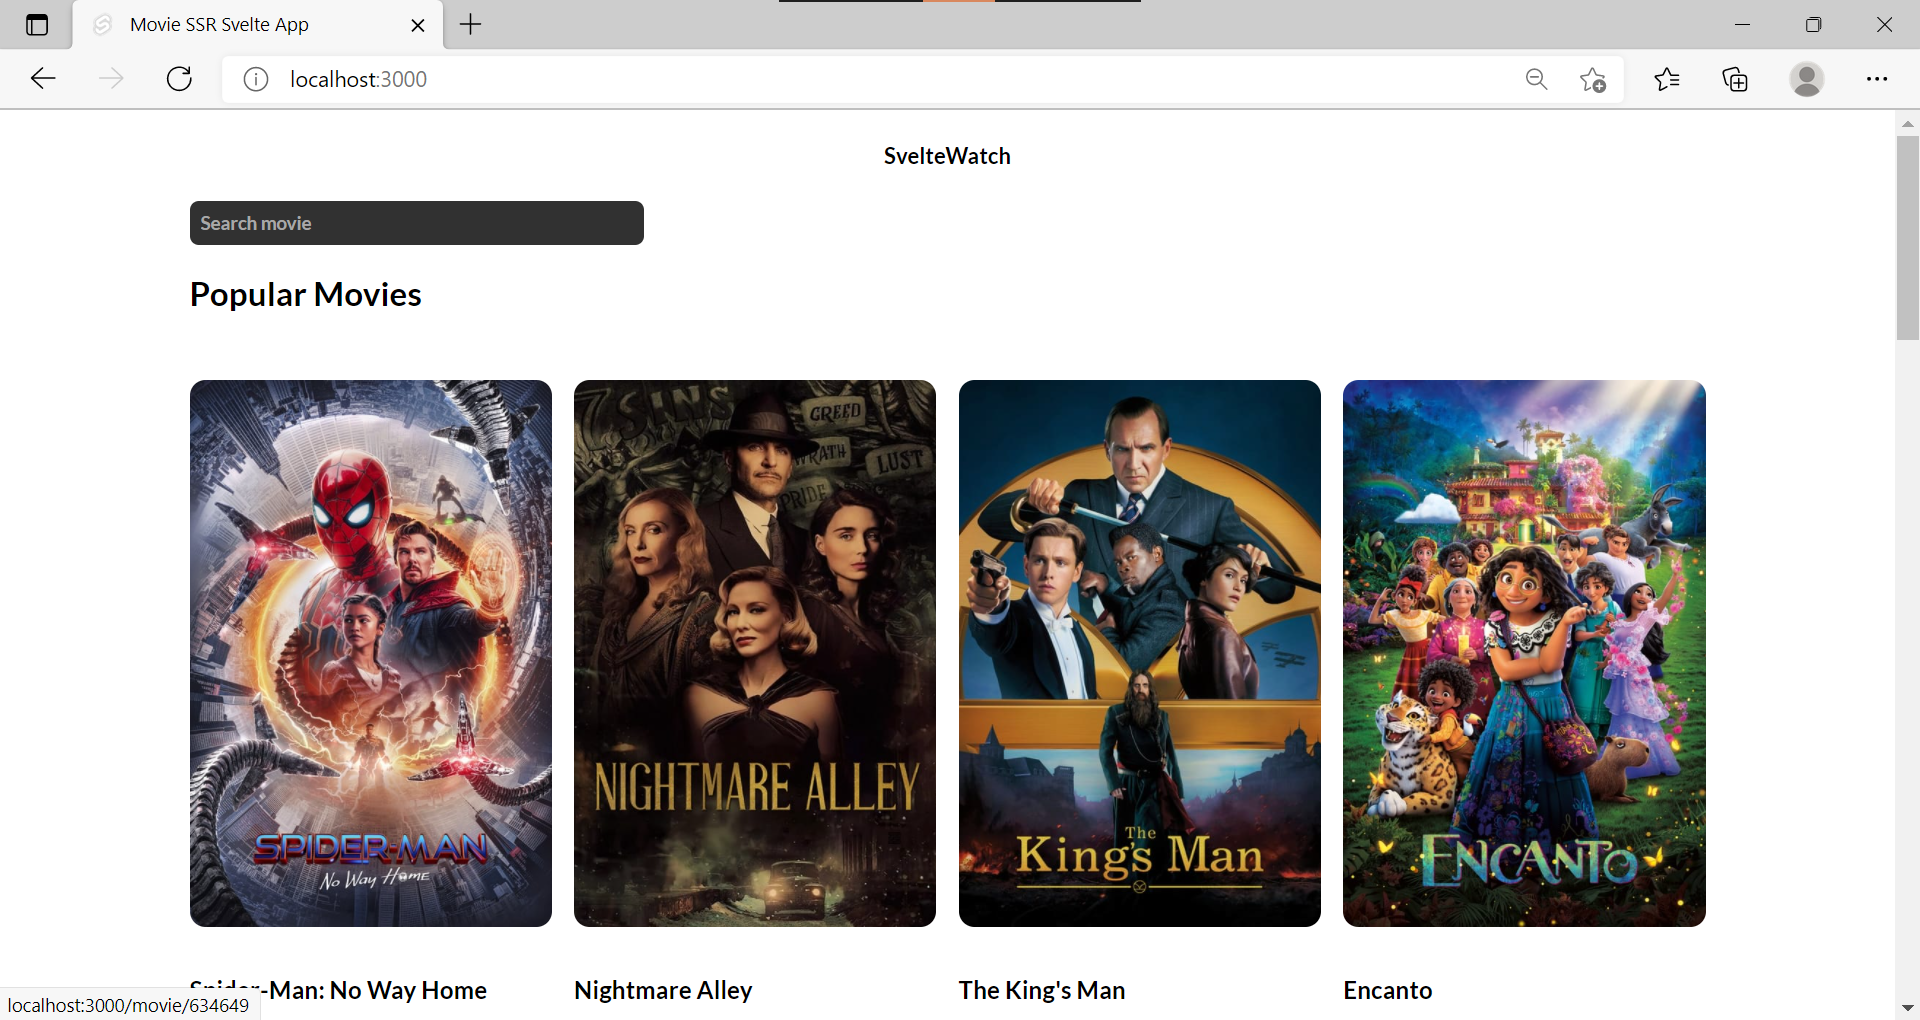 Movie SSR Svelte App
localhost:3000
SvelteWatch
Search movie
Popular Movies
SPIDER-MAN
No Way Home
7 SINS
GREED
WRATH
LUST
PRIDE
NIGHTMARE ALLEY
The
King's Man
ENCANTO
Spider-Man: No Way Home
Nightmare Alley
The King's Man
Encanto
localhost:3000/movie/634649